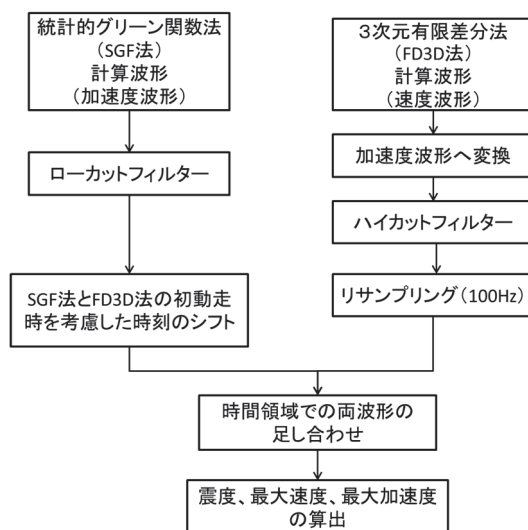 統計的グリーン関数法
(SGF法)
計算波形
(加速度波形)
ローカットフィルター
SGF法とFD3D法の初動走
時を考慮した時刻のシフト
３次元有限差分法
(FD3D法)
計算波形
(速度波形)
加速度波形へ変換
ハイカットフィルター
リサンプリング(100Hz)
時間領域での両波形の
足し合わせ
震度、最大速度、最大加速度
の算出